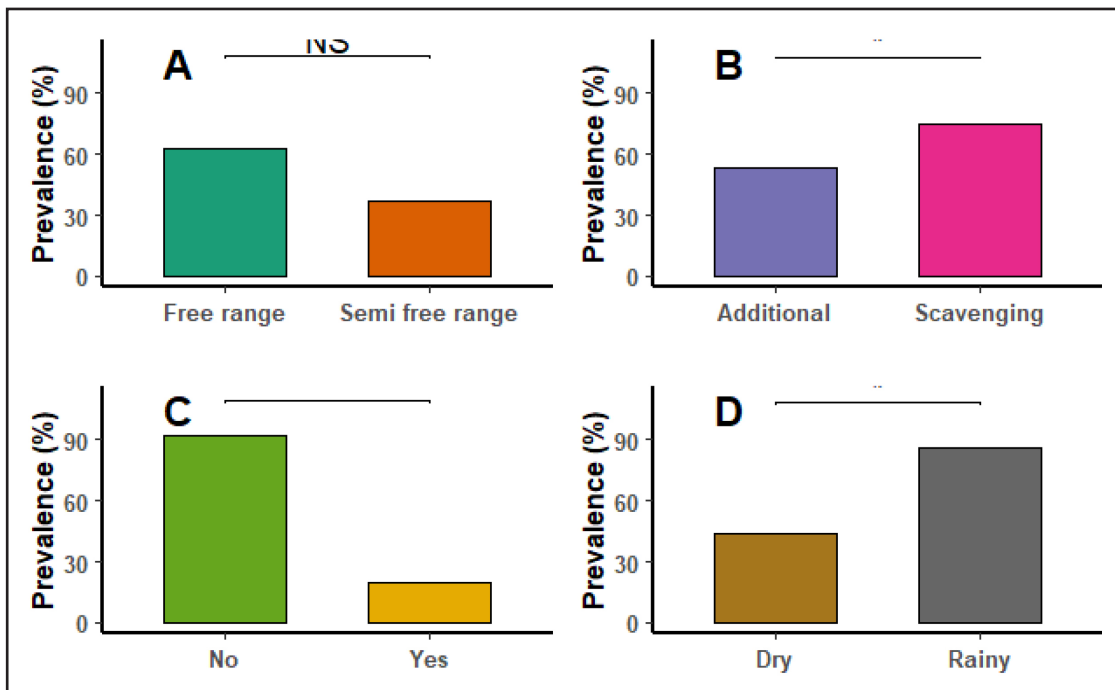 A
NS
Prevalence (%)
90
60
30
0
Free range
Semi free range
B
Prevalence (%)
90
60
30
0
Additional
Scavenging
C
Prevalence (%)
90
60
30
0
No
Yes
D
Prevalence (%)
90
60
30
0
Dry
Rainy